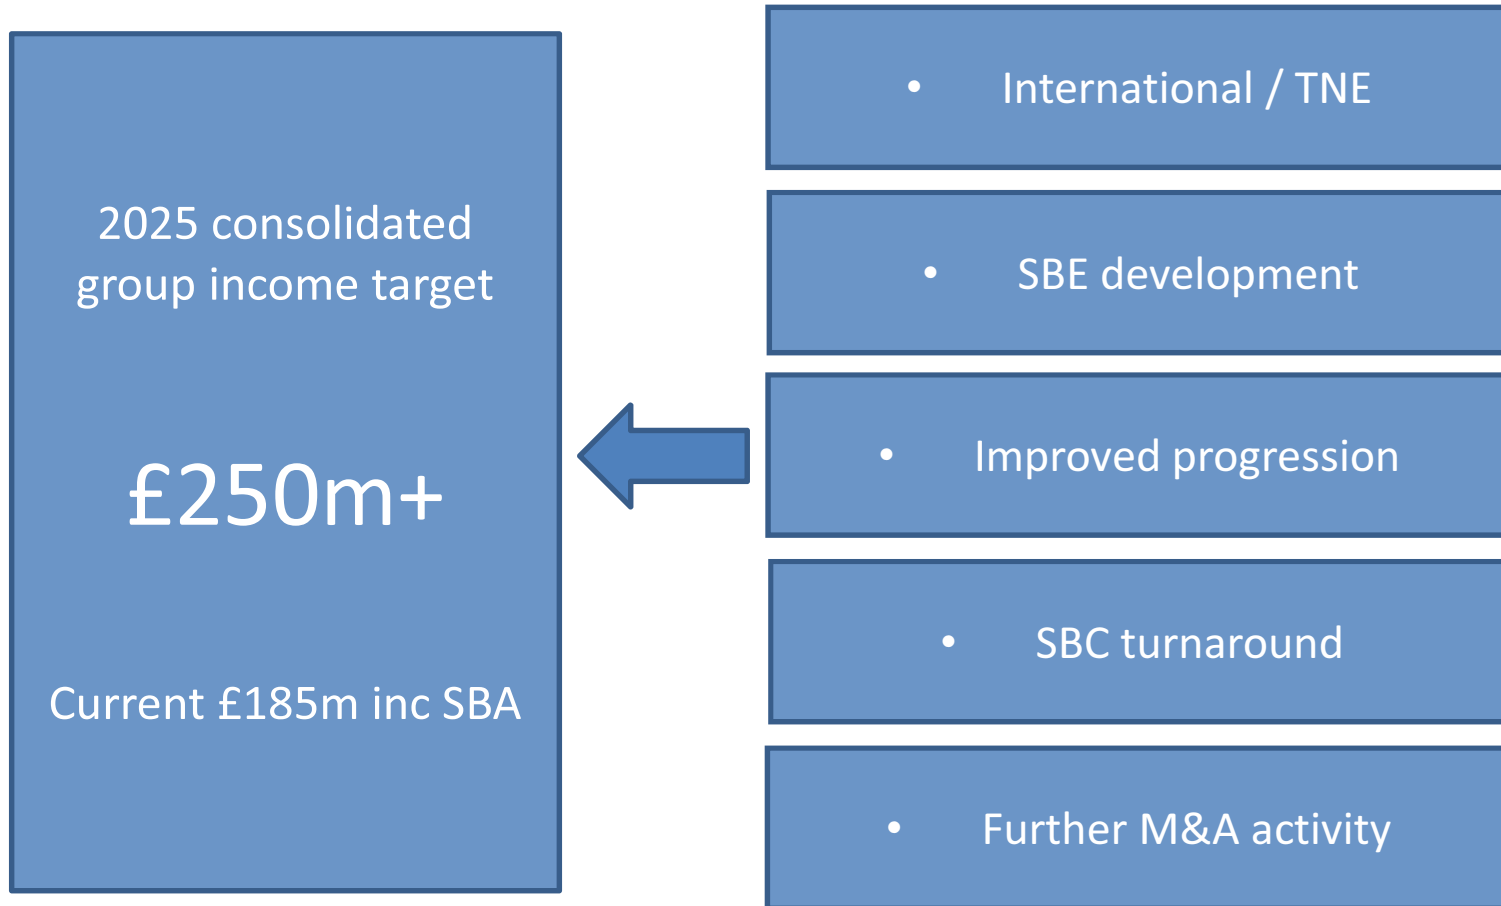 2025 consolidated
group income target
£250m+
Current £185m inc SBA
• International / TNE
• SBE development
• Improved progression
• SBC turnaround
• Further M&A activity